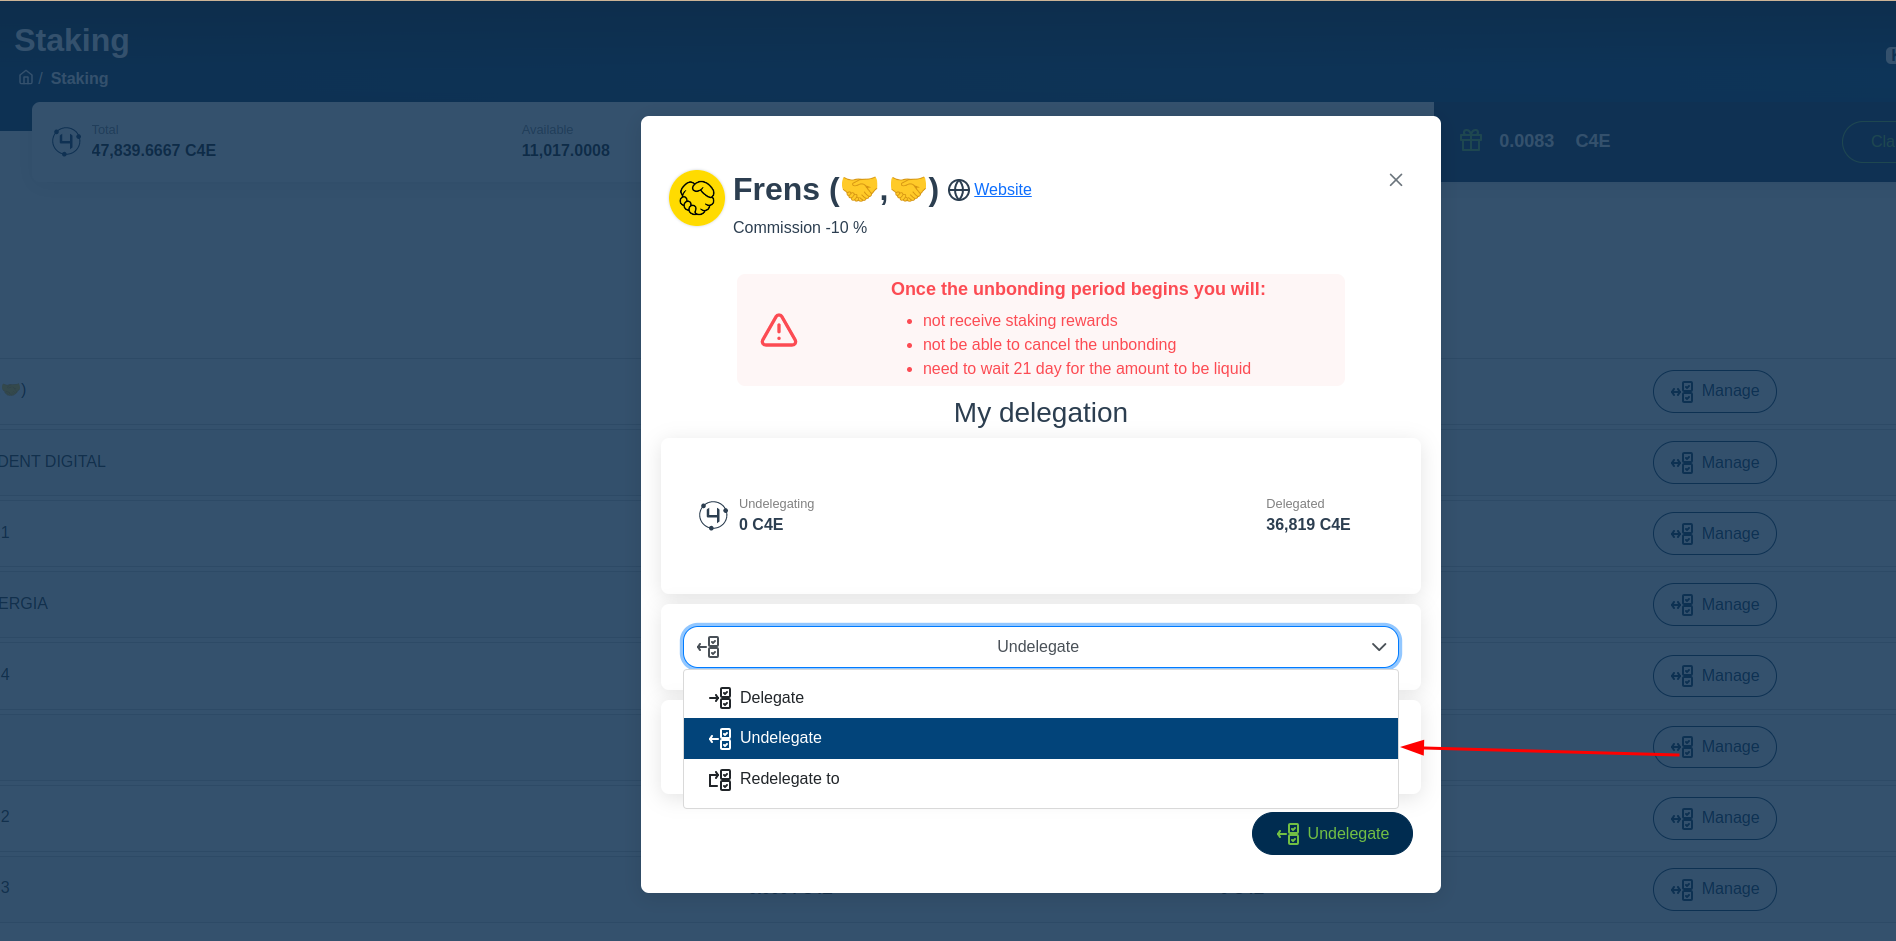 Staking
/ Staking
Total
47,839.6667 C4E
Available
11,017.0008
0.0083 C4E
Frens (🤝,🤝) Website
Commission -10 %
Once the unbonding period begins you will:
• not receive staking rewards
• not be able to cancel the unbonding
• need to wait 21 day for the amount to be liquid
My delegation
Undelegating
0 C4E
Delegated
36,819 C4E
Undelegate
Delegate
Undelegate
Redelegate to
Undelegate
🤝)
Manage
DENT DIGITAL
Manage
1
Manage
ERGIA
Manage
4
Manage
Manage
2
Manage
3
Manage